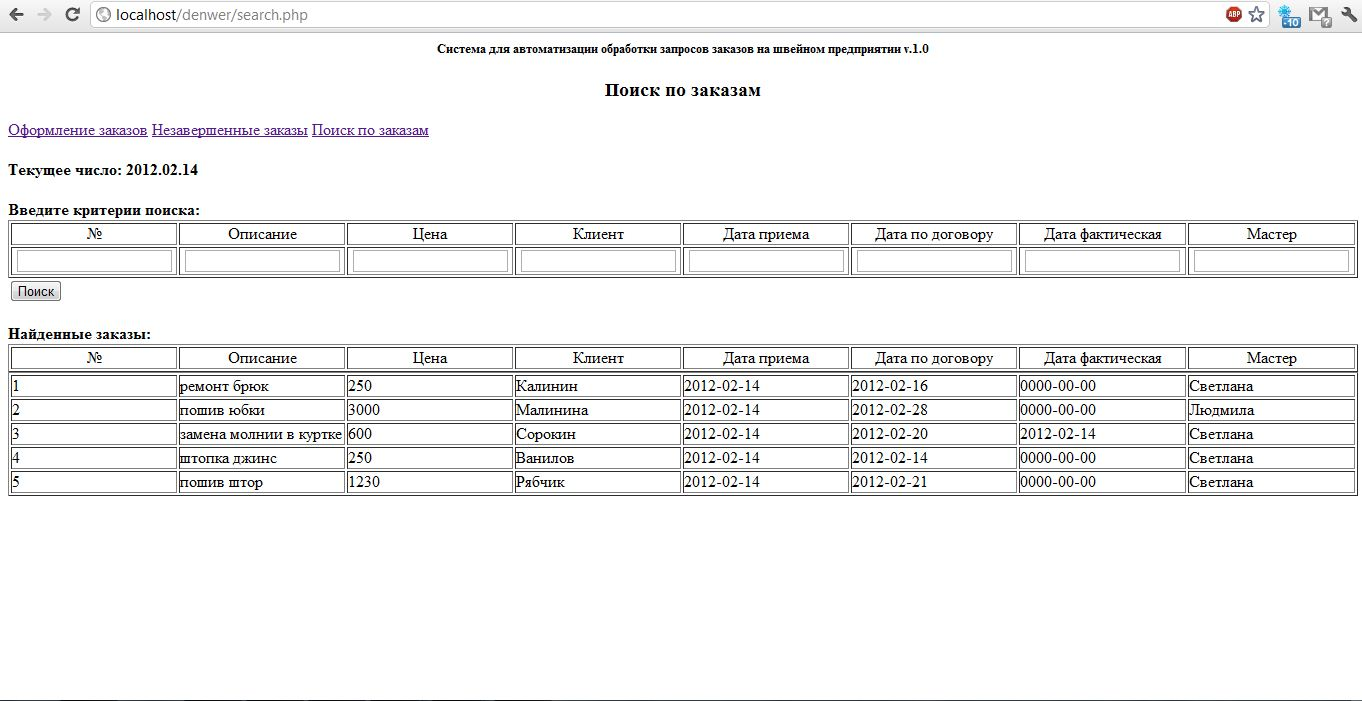 localhost/denwer/search.php ABP -10 ?
Система для автоматизации обработки запросов заказов на швейном предприятии v.1.0
Поиск по заказам
Оформление заказов Незавершенные заказы Поиск по заказам
Текущее число: 2012.02.14
Введите критерии поиска:
№ Описание Цена Клиент Дата приема Дата по договору Дата фактическая Мастер
Поиск
Найденные заказы:
№ Описание Цена Клиент Дата приема Дата по договору Дата фактическая Мастер
1 ремонт брюк 250 Калинин 2012-02-14 2012-02-16 0000-00-00 Светлана
2 пошив юбки 3000 Малинина 2012-02-14 2012-02-28 0000-00-00 Людмила
3 замена молнии в куртке 600 Сорокин 2012-02-14 2012-02-20 2012-02-14 Светлана
4 штопка джинс 250 Ванилов 2012-02-14 2012-02-14 0000-00-00 Светлана
5 пошив штор 1230 Рябчик 2012-02-14 2012-02-21 0000-00-00 Светлана